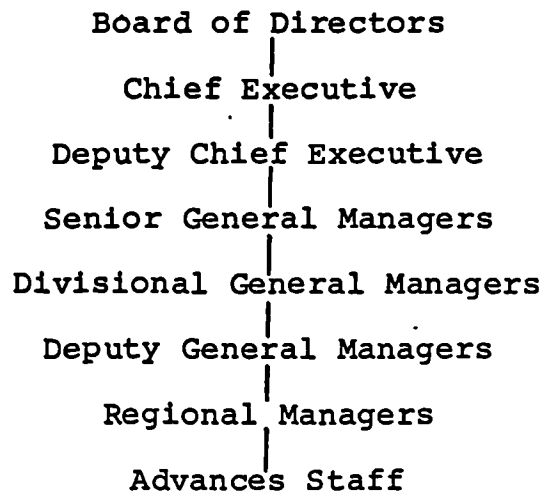 Board of Directors
Chief Executive
Deputy Chief Executive
Senior General Managers
Divisional General Managers
Deputy General Managers
Regional Managers
Advances Staff